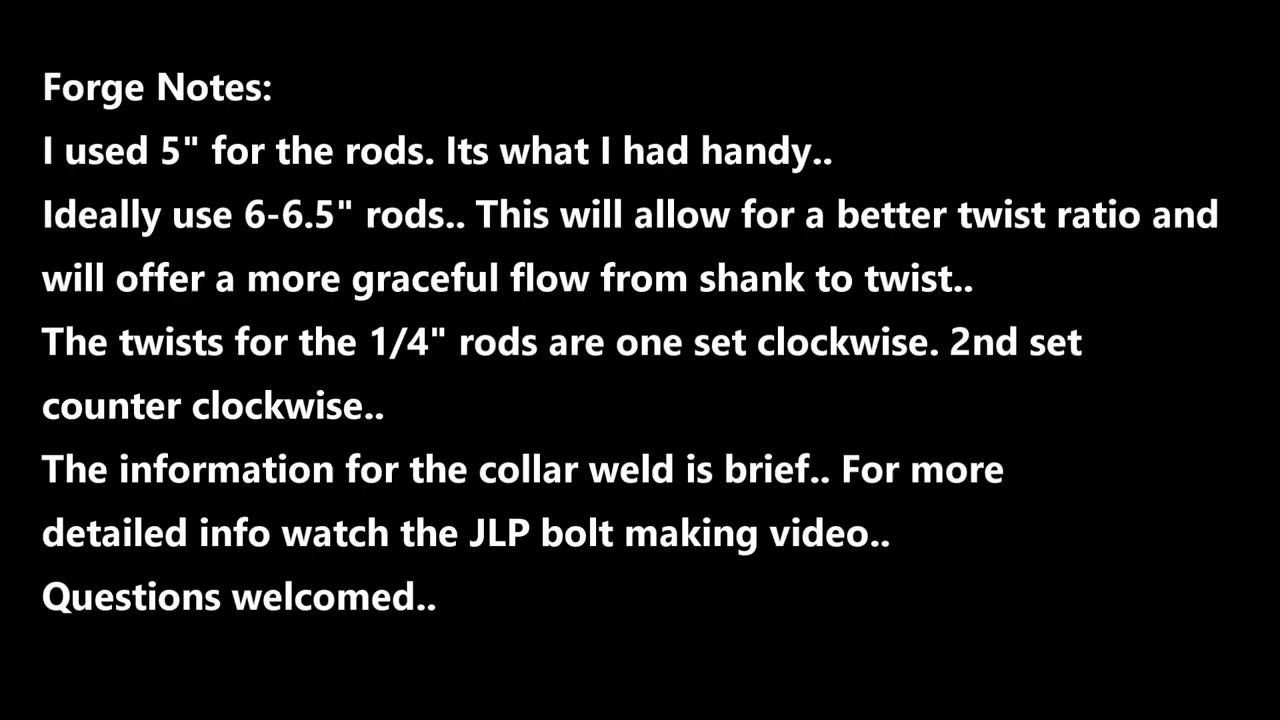 Forge Notes:
I used 5" for the rods. Its what I had handy..
Ideally use 6-6.5" rods.. This will allow for a better twist ratio and
will offer a more graceful flow from shank to twist..
The twists for the 1/4" rods are one set clockwise. 2nd set
counter clockwise..
The information for the collar weld is brief.. For more
detailed info watch the JLP bolt making video..
Questions welcomed..